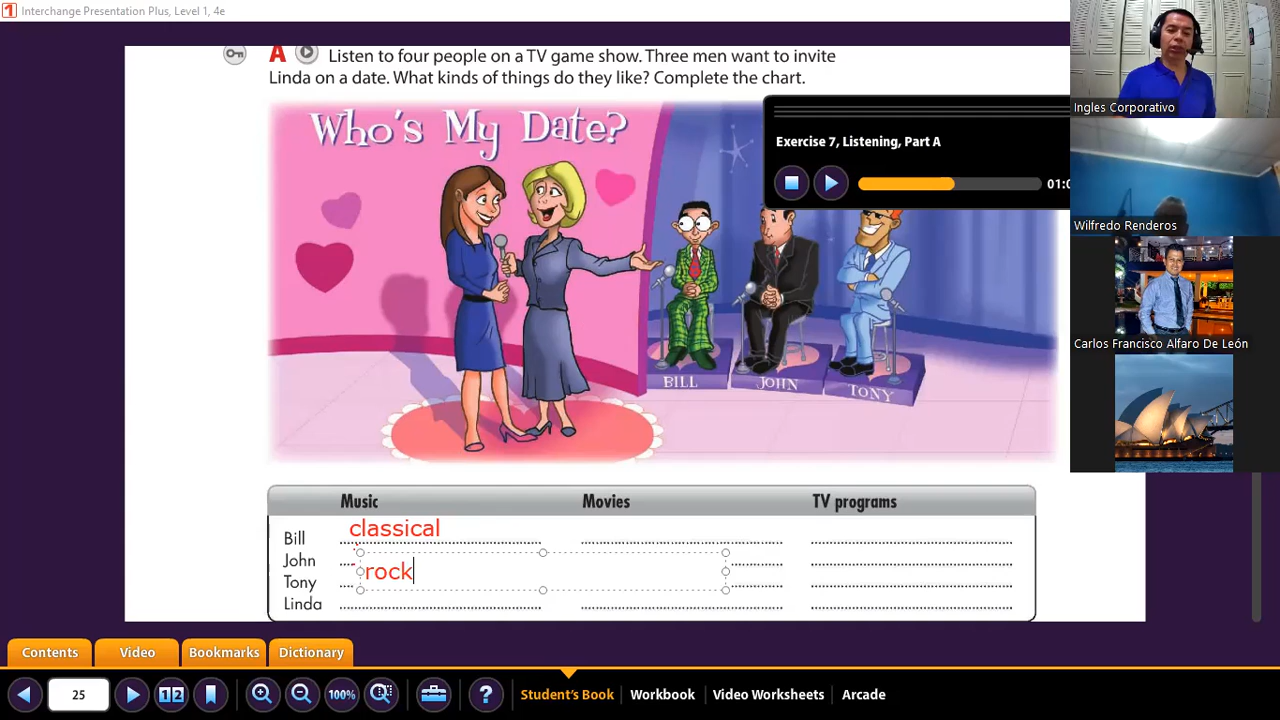 Interchange Presentation Plus, Level 1, 4e
A Listen to four people on a TV game show. Three men want to invite
Linda on a date. What kinds of things do they like? Complete the chart.
Who's My Date?
Exercise 7, Listening, Part A
BILL
JOHN
TONY
Ingles Corporativo
Wilfredo Renderos
Carlos Francisco Alfaro De León
Music Movies TV programs
Bill classical
John
rock
Tony
Linda
Contents Video Bookmarks Dictionary
25 1 2 100% ? Student's Book Workbook Video Worksheets Arcade